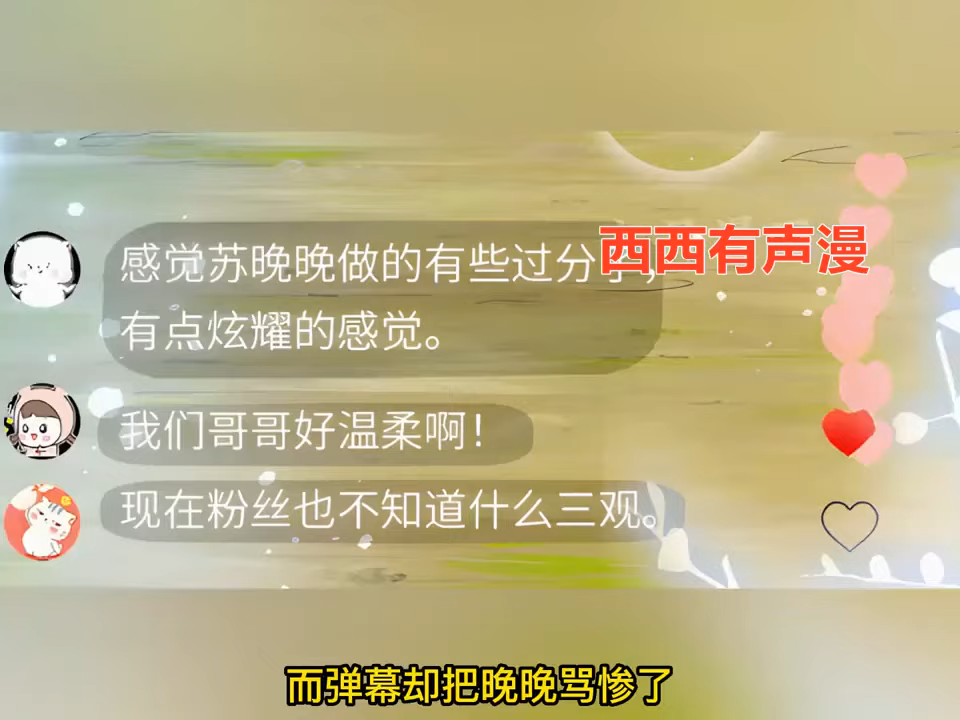 感觉苏晚晚做的有些过分了，
西西有声漫
有点炫耀的感觉。
我们哥哥好温柔啊！
现在粉丝也不知道什么三观。
而弹幕却把晚晚骂惨了